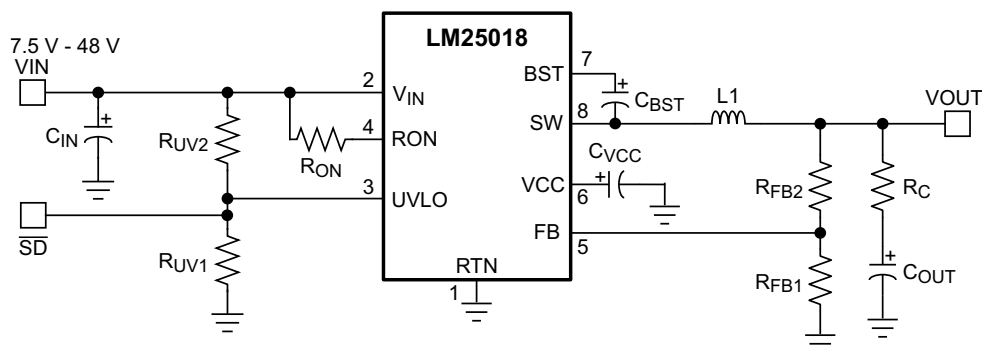 7.5 V - 48 V
VIN
CIN
RUV2
RON
SD
RUV1
LM25018
2
VIN
4
RON
3
UVLO
RTN
1
7
BST
8
SW
VCC
6
FB
5
CBST
L1
VOUT
CVCC
RFB2
RC
RFB1
COUT